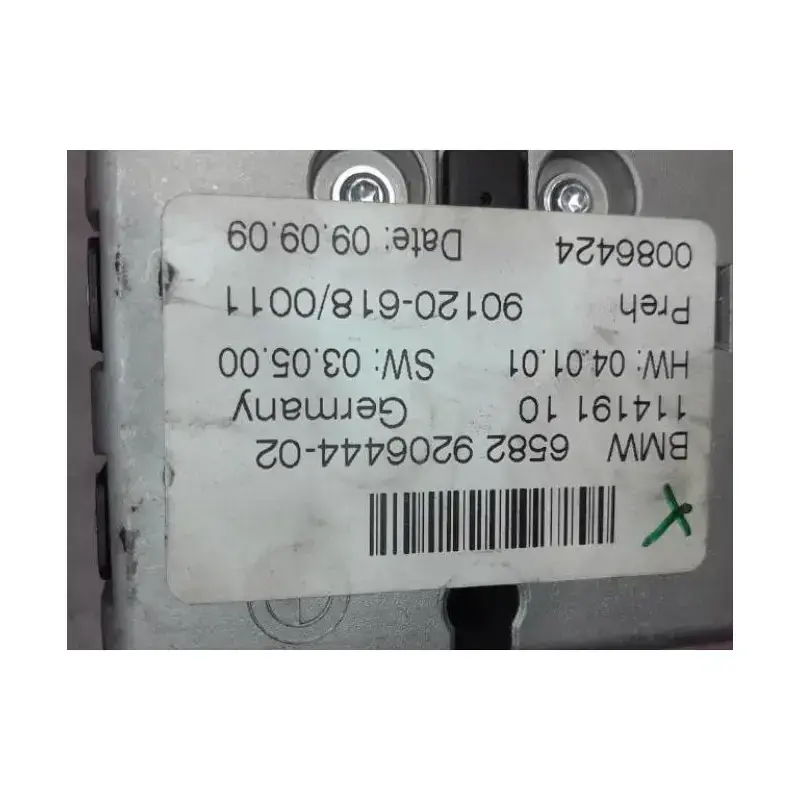 BMW 6582 9206444-02
114191 10 Germany
HW: 04.01.01 SW: 03.05.00
Preh 90120-618/0011
0086424 Date: 09.09.09
X